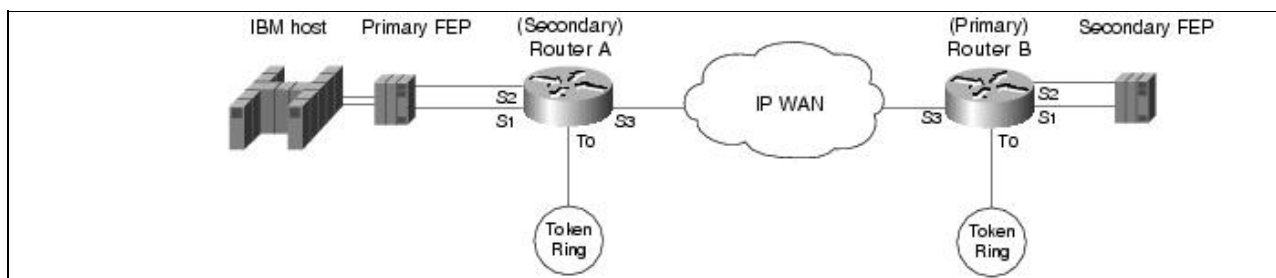 IBM host
Primary FEP
(Secondary)
Router A
(Primary)
Router B
Secondary FEP
S2
S1
S3
To
IP WAN
S3
S2
S1
To
Token
Ring
Token
Ring